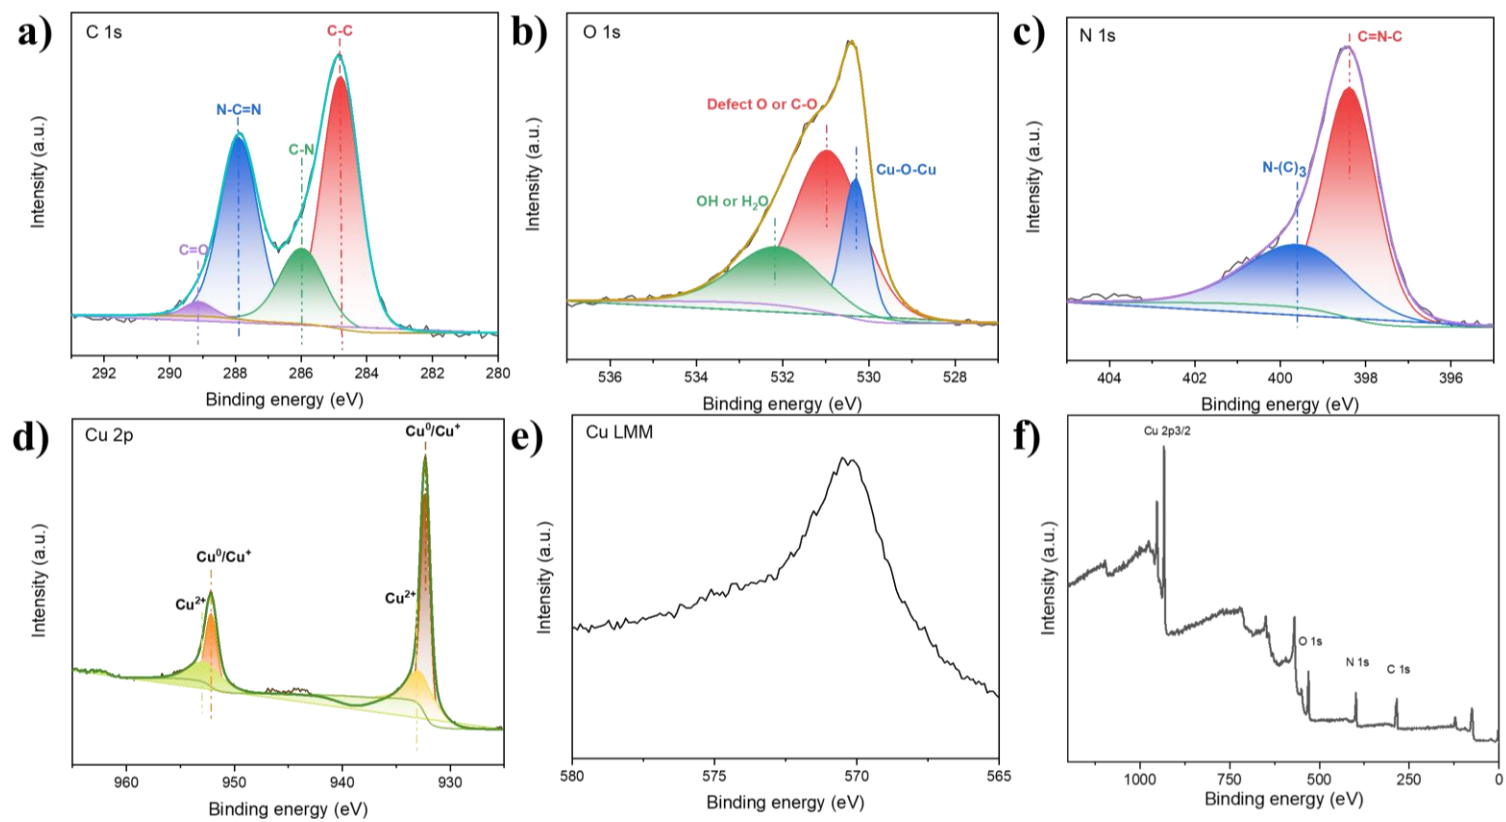 a)
C 1s
C-C
N-C=N
C-N
C=O
Intensity (a.u.)
292 290 288 286 284 282 280
Binding energy (eV)
b)
O 1s
Defect O or C-O
Cu-O-Cu
OH or H₂O
Intensity (a.u.)
536 534 532 530 528
Binding energy (eV)
c)
N 1s
C=N-C
N-(C)₃
Intensity (a.u.)
404 402 400 398 396
Binding energy (eV)
d)
Cu 2p
Cu⁰/Cu⁺
Cu⁰/Cu⁺
Cu²⁺
Cu²⁺
Intensity (a.u.)
960 950 940 930
Binding energy (eV)
e)
Cu LMM
Intensity (a.u.)
580 575 570 565
Binding energy (eV)
f)
Cu 2p3/2
O 1s
N 1s
C 1s
Intensity (a.u.)
1000 750 500 250 0
Binding energy (eV)